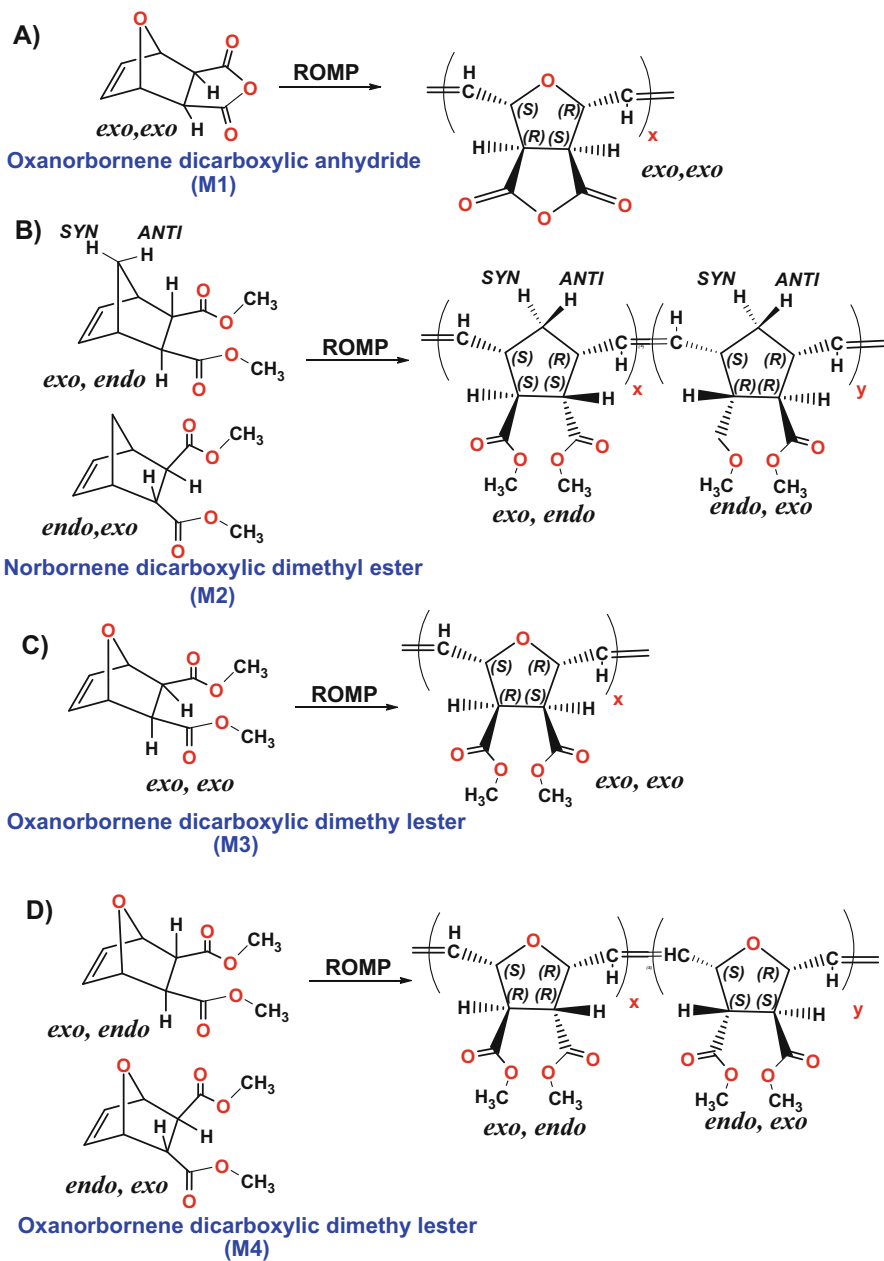 A)
O
O
O
O
H
H
exo,exo
ROMP
H
O
C
C
H
(S)
(R)
(R)
(S)
H
H
x
O
O
O
exo,exo
Oxanorbornene dicarboxylic anhydride
(M1)
B)
SYN
ANTI
H
H
H
O
O
CH3
O
CH3
O
H
exo, endo
ROMP
O
O
CH3
H
H
O
CH3
O
endo,exo
SYN
ANTI
SYN
ANTI
H
H
H
H
H
H
C
C
C
C
H
H
(S)
(R)
(S)
(R)
(S)
(S)
(R)
(R)
H
H
H
H
x
y
O
O
O
O
O
O
O
H3C
CH3
H3C
CH3
exo, endo
endo, exo
Norbornene dicarboxylic dimethyl ester
(M2)
C)
O
O
O
CH3
H
O
CH3
H
O
exo, exo
ROMP
H
O
C
C
H
(S)
(R)
(R)
(S)
H
H
x
O
O
O
O
H3C
CH3
exo, exo
Oxanorbornene dicarboxylic dimethy lester
(M3)
D)
O
H
O
O
CH3
O
CH3
H
O
exo, endo
ROMP
O
O
O
CH3
H
H
O
CH3
O
endo, exo
H
O
O
C
C
HC
C
H
H
(S)
(R)
(S)
(R)
(R)
(R)
(S)
(S)
H
H
H
H
x
y
O
O
O
O
O
O
O
O
H3C
CH3
H3C
CH3
exo, endo
endo, exo
Oxanorbornene dicarboxylic dimethy lester
(M4)